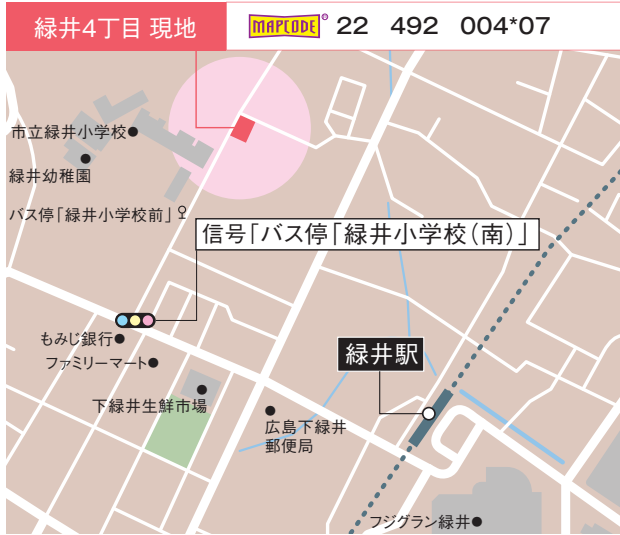 緑井4丁目 現地
MAPCODE® 22 492 004*07
市立緑井小学校
緑井幼稚園
バス停「緑井小学校前」
信号「バス停「緑井小学校(南)」
もみじ銀行
ファミリーマート
緑井駅
下緑井生鮮市場
広島下緑井
郵便局
フジグラン緑井